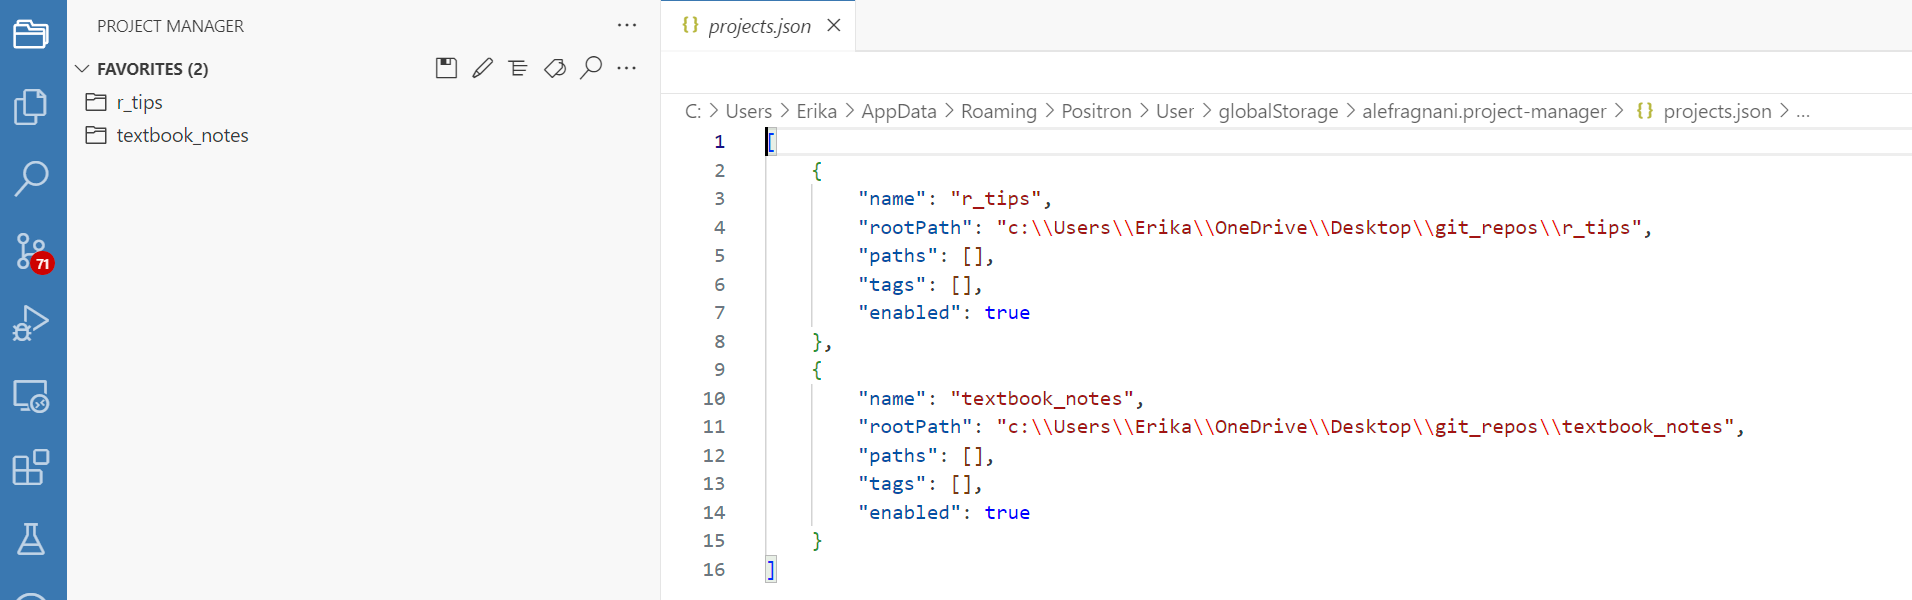 PROJECT MANAGER
FAVORITES (2)
r_tips
textbook_notes
71
{} projects.json
C: > Users > Erika > AppData > Roaming > Positron > User > globalStorage > alefragnani.project-manager > {} projects.json > ...
1 [
2 {
3 "name": "r_tips",
4 "rootPath": "c:\\Users\\Erika\\OneDrive\\Desktop\\git_repos\\r_tips",
5 "paths": [],
6 "tags": [],
7 "enabled": true
8 },
9 {
10 "name": "textbook_notes",
11 "rootPath": "c:\\Users\\Erika\\OneDrive\\Desktop\\git_repos\\textbook_notes",
12 "paths": [],
13 "tags": [],
14 "enabled": true
15 }
16 ]